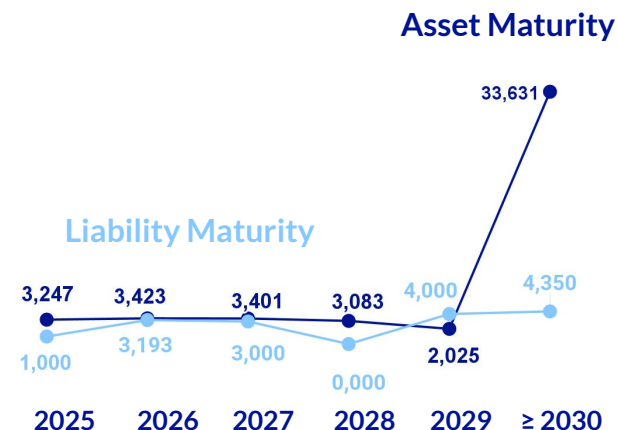 Asset Maturity
33,631
Liability Maturity
3,247 3,423 3,401 3,083 4,000 4,350
1,000 3,193 3,000 0,000 2,025
2025 2026 2027 2028 2029 ≥ 2030